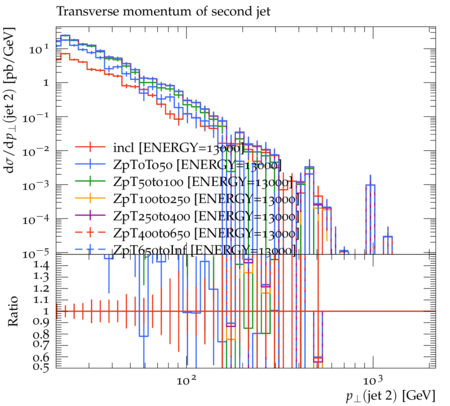 Transverse momentum of second jet
dσ/dp⊥(jet 2) [pb/GeV]
10¹
1
10⁻¹
10⁻²
10⁻³
10⁻⁴
10⁻⁵
incl [ENERGY=13000]
ZpT0To50 [ENERGY=13000]
ZpT50to100 [ENERGY=13000]
ZpT100to250 [ENERGY=13000]
ZpT250to400 [ENERGY=13000]
ZpT400to650 [ENERGY=13000]
ZpT650toInf [ENERGY=13000]
Ratio
1.4
1.3
1.2
1.1
1
0.9
0.8
0.7
0.6
0.5
10²
10³
p⊥(jet 2) [GeV]